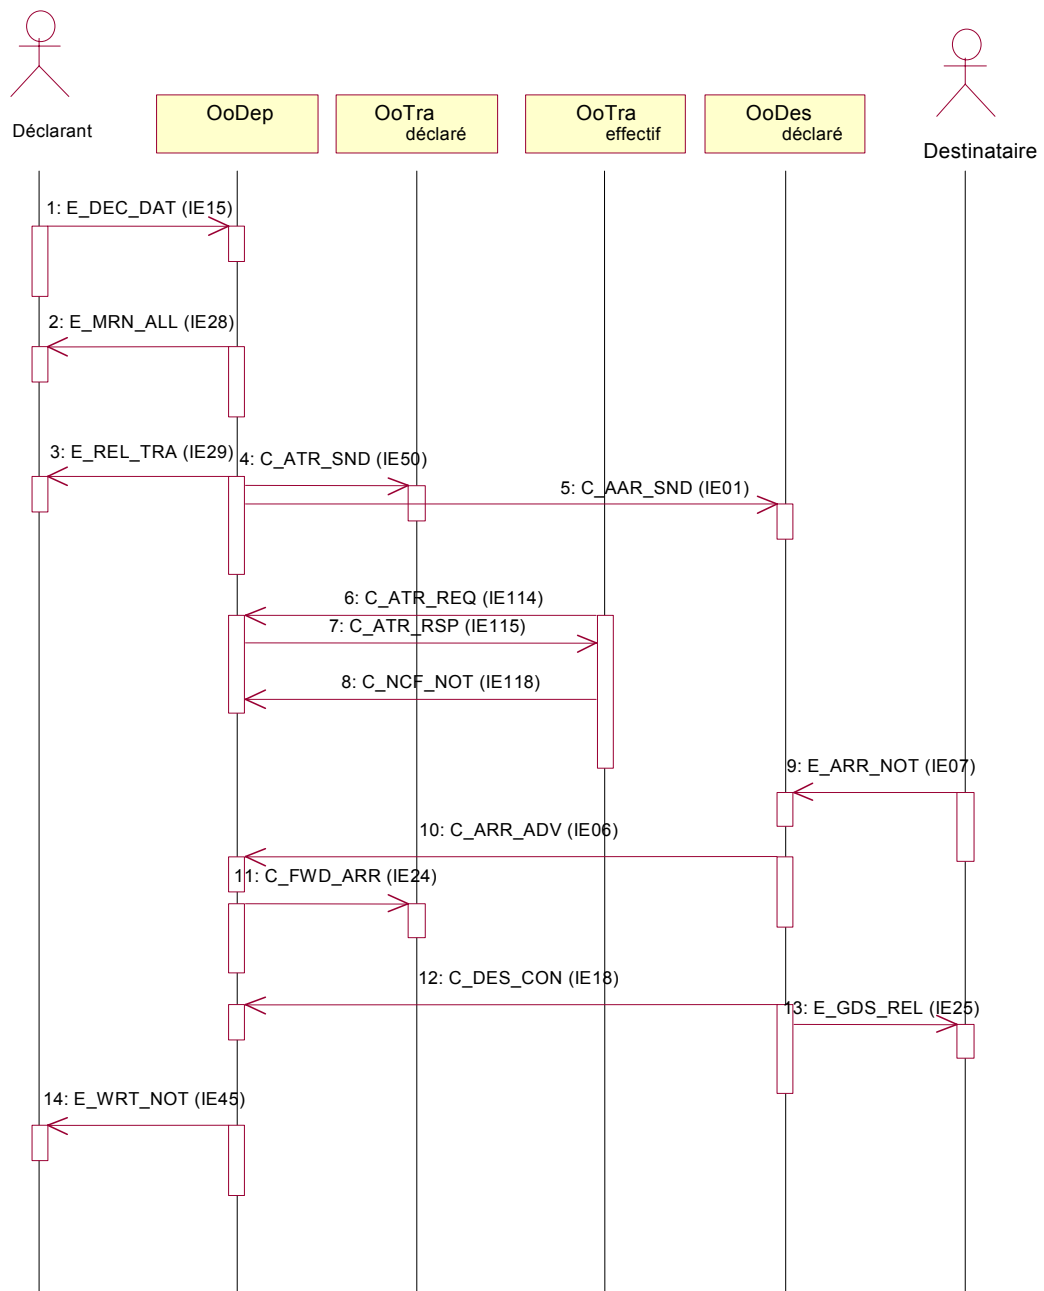 Déclarant
OoDep
OoTra
déclaré
OoTra
effectif
OoDes
déclaré
Destinataire
1: E_DEC_DAT (IE15)
2: E_MRN_ALL (IE28)
3: E_REL_TRA (IE29)
4: C_ATR_SND (IE50)
5: C_AAR_SND (IE01)
6: C_ATR_REQ (IE114)
7: C_ATR_RSP (IE115)
8: C_NCF_NOT (IE118)
9: E_ARR_NOT (IE07)
10: C_ARR_ADV (IE06)
11: C_FWD_ARR (IE24)
12: C_DES_CON (IE18)
13: E_GDS_REL (IE25)
14: E_WRT_NOT (IE45)